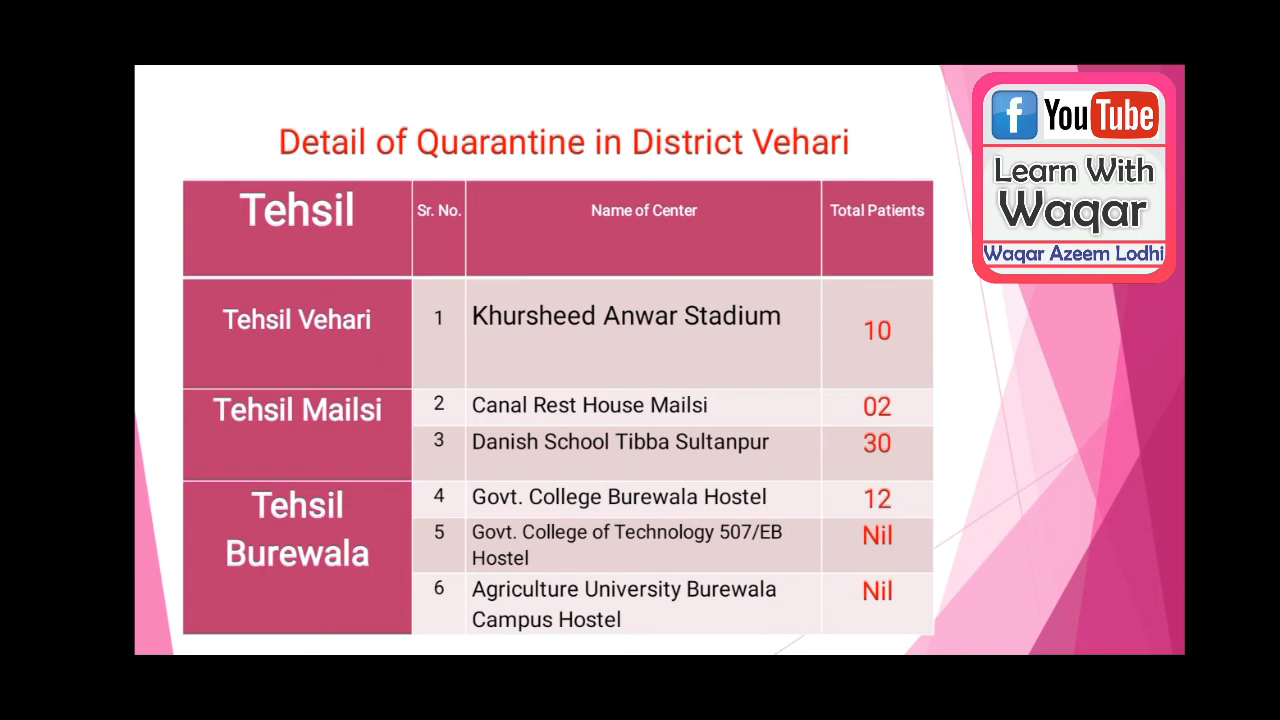 Detail of Quarantine in District Vehari
Tehsil Sr. No. Name of Center Total Patients
Tehsil Vehari 1 Khursheed Anwar Stadium 10
Tehsil Mailsi 2 Canal Rest House Mailsi 02
3 Danish School Tibba Sultanpur 30
Tehsil
Burewala
4 Govt. College Burewala Hostel 12
5 Govt. College of Technology 507/EB
Hostel
Nil
6 Agriculture University Burewala
Campus Hostel
Nil
f YouTube
Learn With
Waqar
Waqar Azeem Lodhi